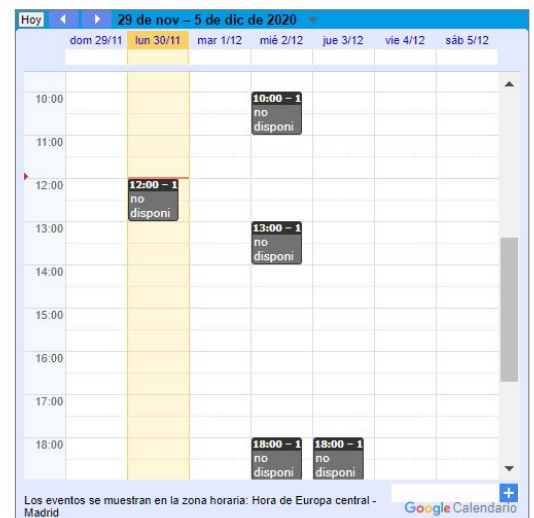 Hoy 29 de nov – 5 de dic de 2020
dom 29/11 lun 30/11 mar 1/12 mié 2/12 jue 3/12 vie 4/12 sáb 5/12
10:00 10:00 – 1
no
disponi
11:00
12:00 12:00 – 1
no
disponi
13:00 13:00 – 1
no
disponi
14:00
15:00
16:00
17:00
18:00 18:00 – 1 18:00 – 1
no no
disponi disponi
Los eventos se muestran en la zona horaria: Hora de Europa central -
Madrid
Google Calendario